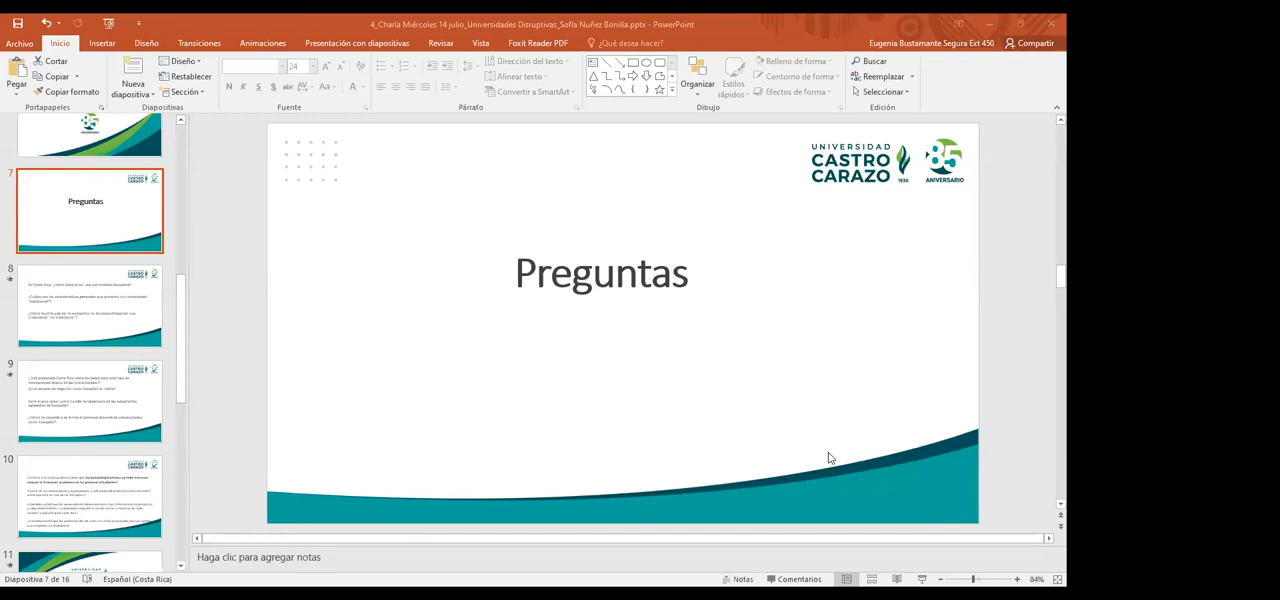 4_Charla Miércoles 14 julio_Universidades Disruptivas_Sofía Nuñez Bonilla.pptx - PowerPoint
Archivo Inicio Insertar Diseño Transiciones Animaciones Presentación con diapositivas Revisar Vista Foxit Reader PDF ¿Qué desea hacer? Eugenia Bustamante Segura Ext 450 Compartir
Pegar
Cortar
Copiar
Copiar formato
Portapapeles
Nueva
diapositiva
Diseño
Restablecer
Sección
Diapositivas
24
N K S S abc AV Aa A
Fuente
Párrafo
Dirección del texto
Alinear texto
Convertir a SmartArt
Organizar
Estilos
rápidos
Relleno de forma
Contorno de forma
Efectos de forma
Dibujo
Buscar
Reemplazar
Seleccionar
Edición
7
Preguntas
8
9
10
11
UNIVERSIDAD
CASTRO
CARAZO
1936
85
ANIVERSARIO
Preguntas
Haga clic para agregar notas
Diapositiva 7 de 16 Español (Costa Rica) Notas Comentarios 84%